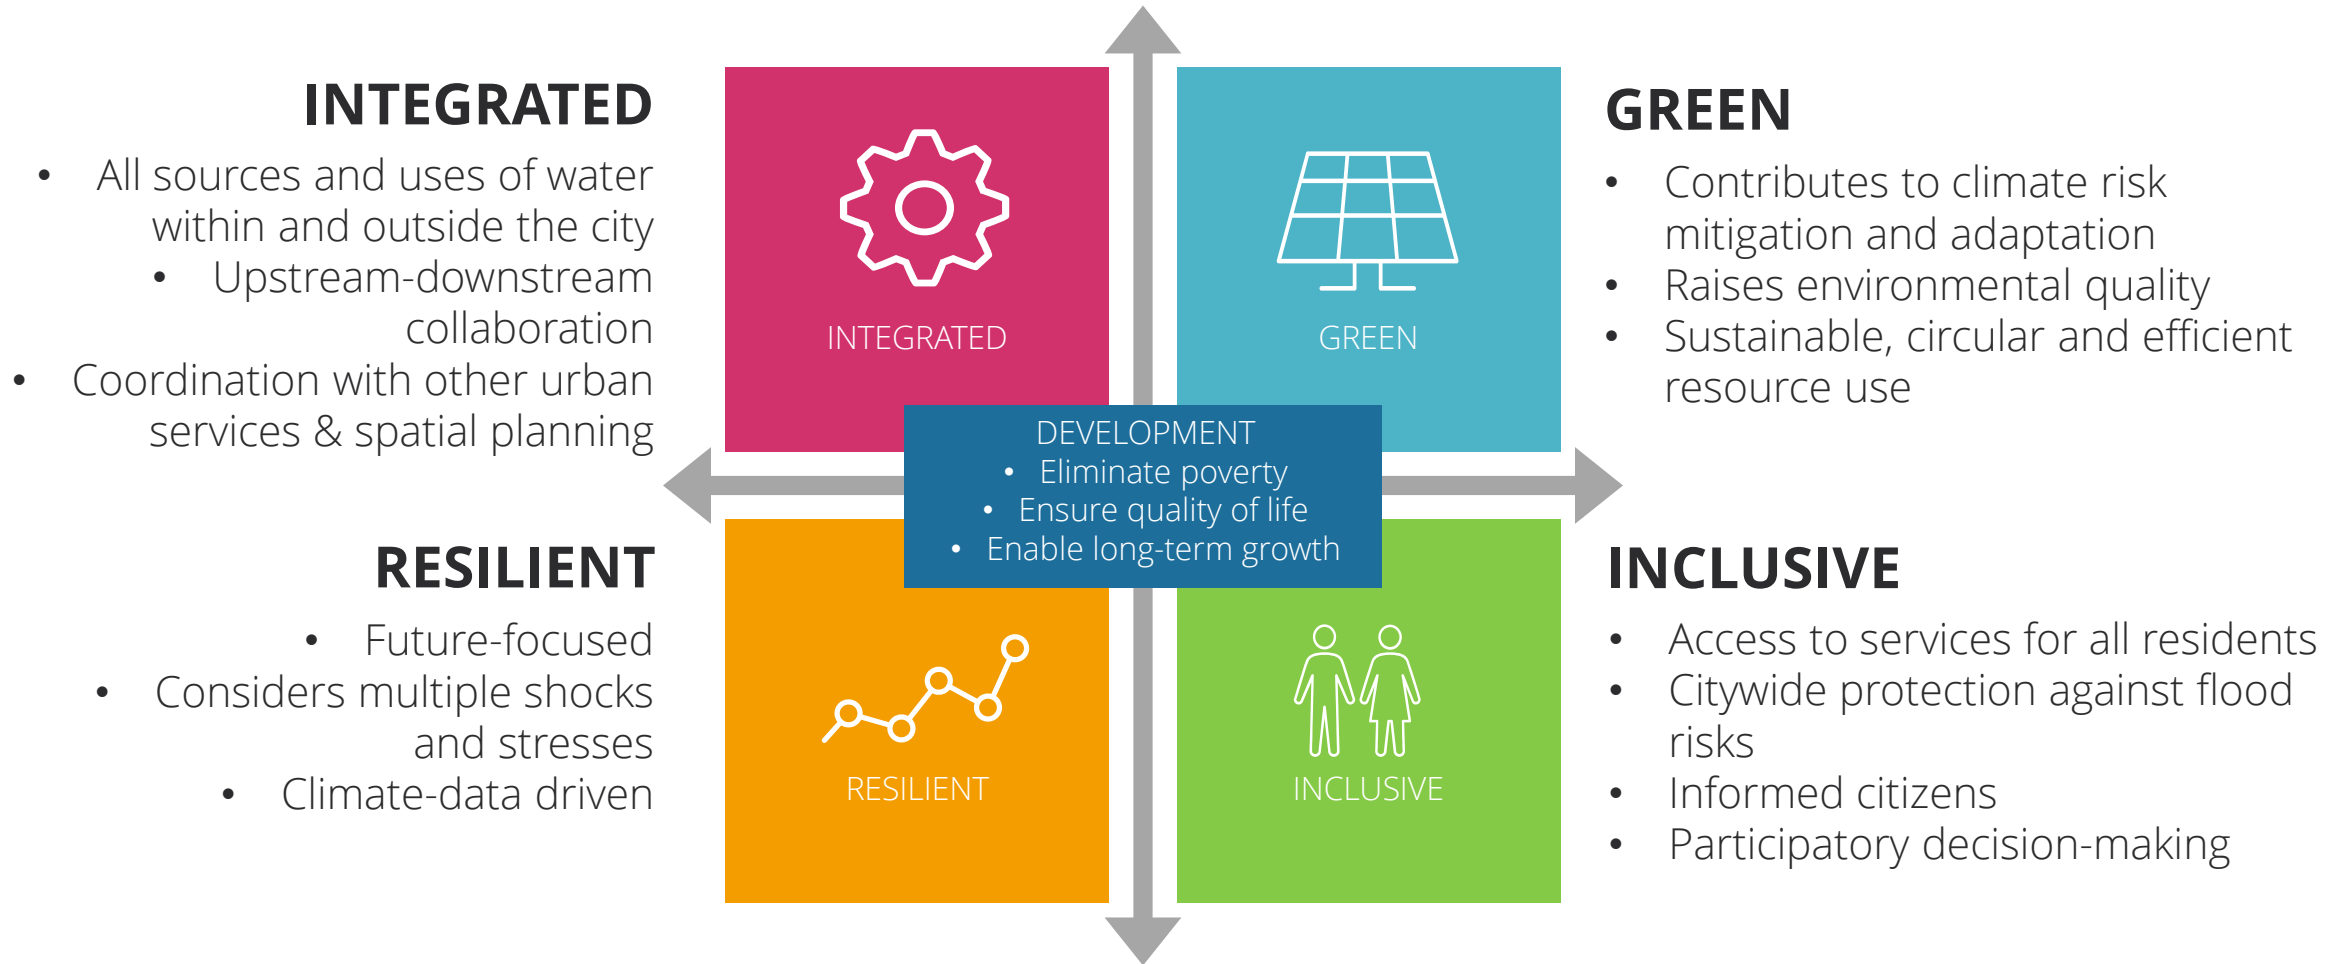 INTEGRATED
• All sources and uses of water
within and outside the city
• Upstream-downstream
collaboration
• Coordination with other urban
services & spatial planning
INTEGRATED
GREEN
GREEN
• Contributes to climate risk
mitigation and adaptation
• Raises environmental quality
• Sustainable, circular and efficient
resource use
DEVELOPMENT
• Eliminate poverty
• Ensure quality of life
• Enable long-term growth
RESILIENT
• Future-focused
• Considers multiple shocks
and stresses
• Climate-data driven
RESILIENT
INCLUSIVE
INCLUSIVE
• Access to services for all residents
• Citywide protection against flood
risks
• Informed citizens
• Participatory decision-making